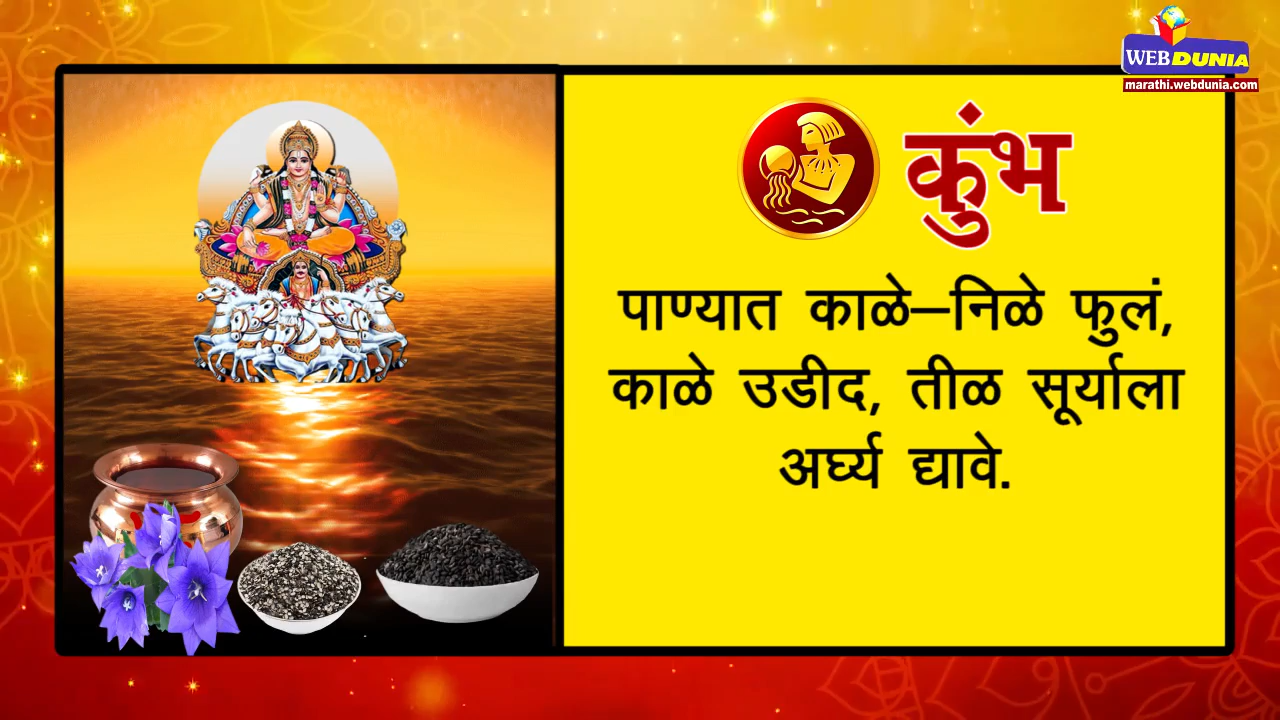 WEBDUNIA
marathi.webdunia.com
कुंभ
पाण्यात काळे–निळे फुलं,
काळे उडीद, तीळ सूर्याला
अर्घ्य द्यावे.